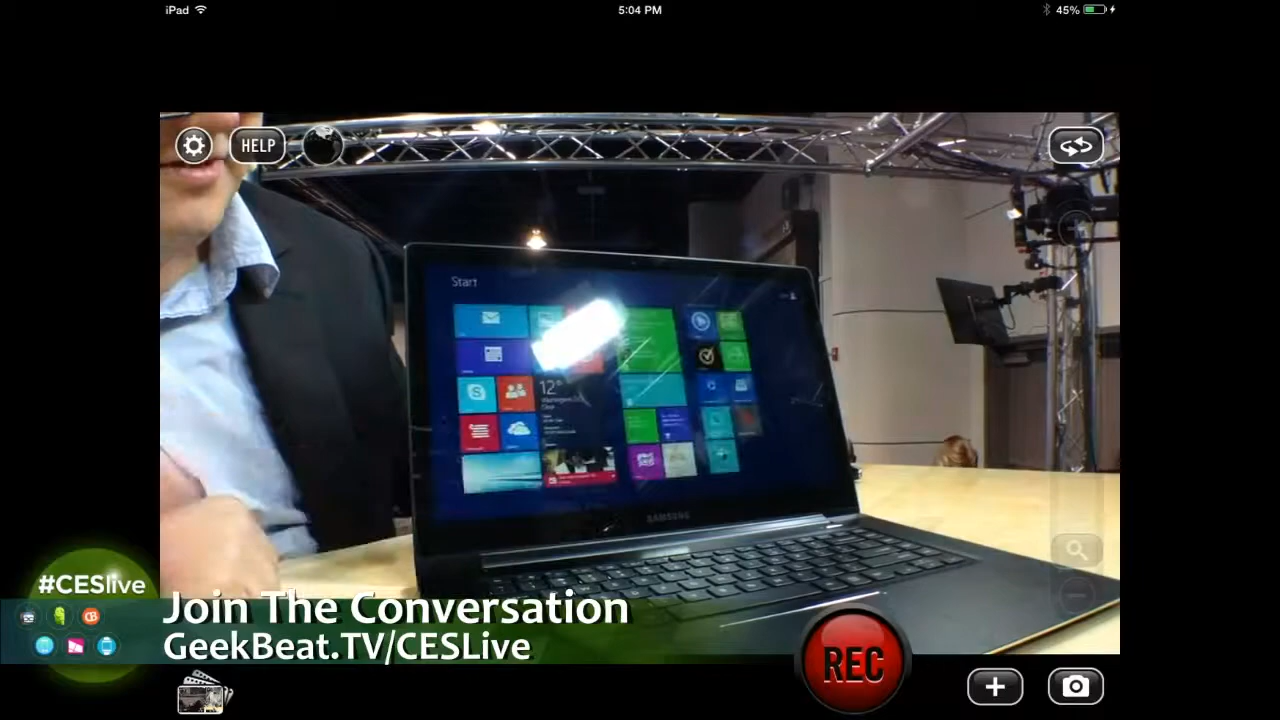 iPad
5:04 PM
45%
HELP
Start
12°
SAMSUNG
#CESlive
Join The Conversation
GeekBeat.TV/CESLive
REC